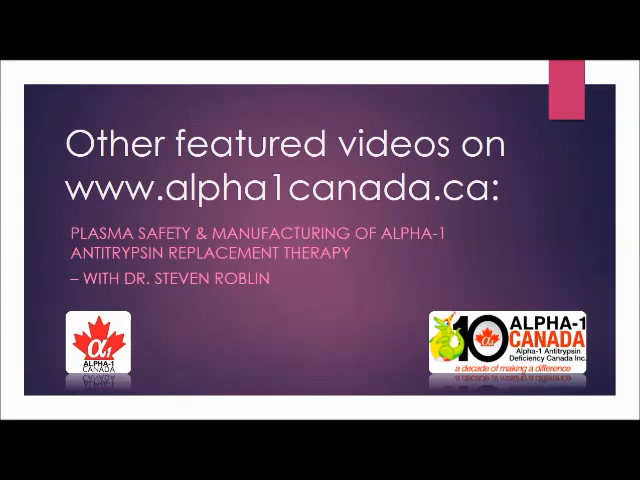 Other featured videos on
www.alpha1canada.ca:
PLASMA SAFETY & MANUFACTURING OF ALPHA-1
ANTITRYPSIN REPLACEMENT THERAPY
– WITH DR. STEVEN ROBLIN
α1
ALPHA-1
CANADA
10
ALPHA-1
CANADA
Alpha-1 Antitrypsin
Deficiency Canada Inc.
a decade of making a difference